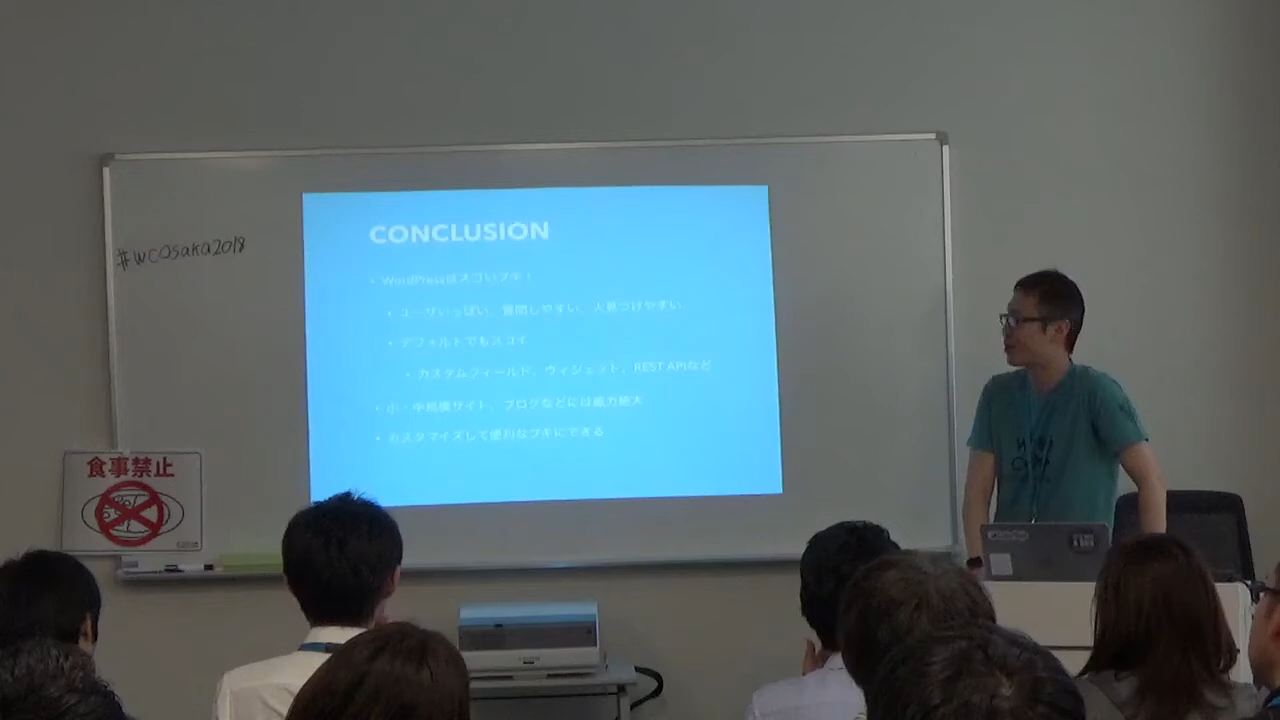 #WCOsaka2018
CONCLUSION
• WordPressはスゴいブキ！
• ユーザいっぱい、質問しやすい、人見つけやすい
• デフォルトでもスゴイ
• カスタムフィールド、ウィジェット、REST APIなど
• 小・中規模サイト、ブログなどには威力絶大
• カスタマイズして便利なブキにできる
食事禁止